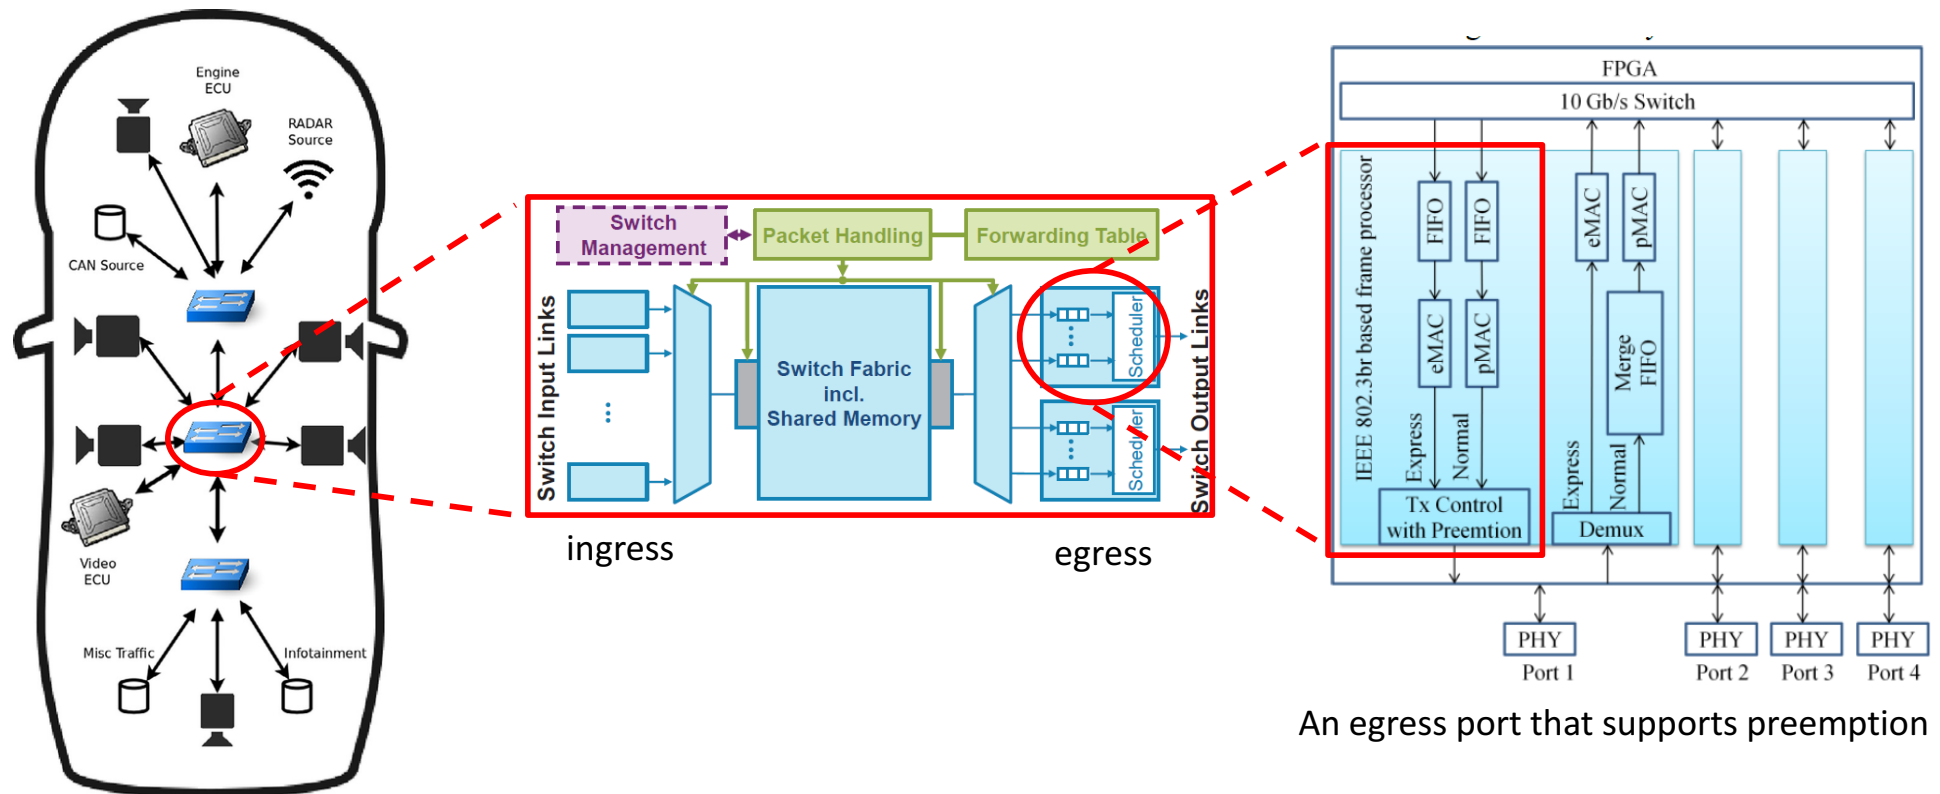 Engine
ECU
RADAR
Source
CAN Source
Video
ECU
Misc Traffic
Infotainment
Switch
Management
Packet Handling
Forwarding Table
Switch Input Links
Switch Fabric
incl.
Shared Memory
Scheduler
Scheduler
Switch Output Links
ingress
egress
FPGA
10 Gb/s Switch
IEEE 802.3br based frame processor
FIFO
FIFO
eMAC
pMAC
Express
Normal
Tx Control
with Preemtion
eMAC
pMAC
Merge
FIFO
Express
Normal
Demux
PHY
PHY
PHY
PHY
Port 1
Port 2
Port 3
Port 4
An egress port that supports preemption